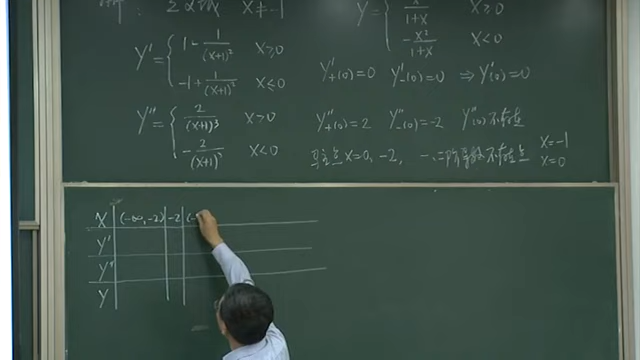 定义域 X≠-1
Y = { X²/(1+X) X≥0
-X²/(1+X) X<0
Y' = { 1 - 1/(X+1)² X≥0
-1 + 1/(X+1)² X≤0
Y'₊(0)=0 Y'₋(0)=0 ⇒ Y'(0)=0
Y'' = { 2/(X+1)³ X>0
-2/(X+1)³ X<0
Y''₊(0)=2 Y''₋(0)=-2 Y''(0)不存在
驻点 X=0, -2, 一、二阶导数不存在点 X=-1
X=0
X (-∞,-2) -2 (-
Y'
Y''
Y